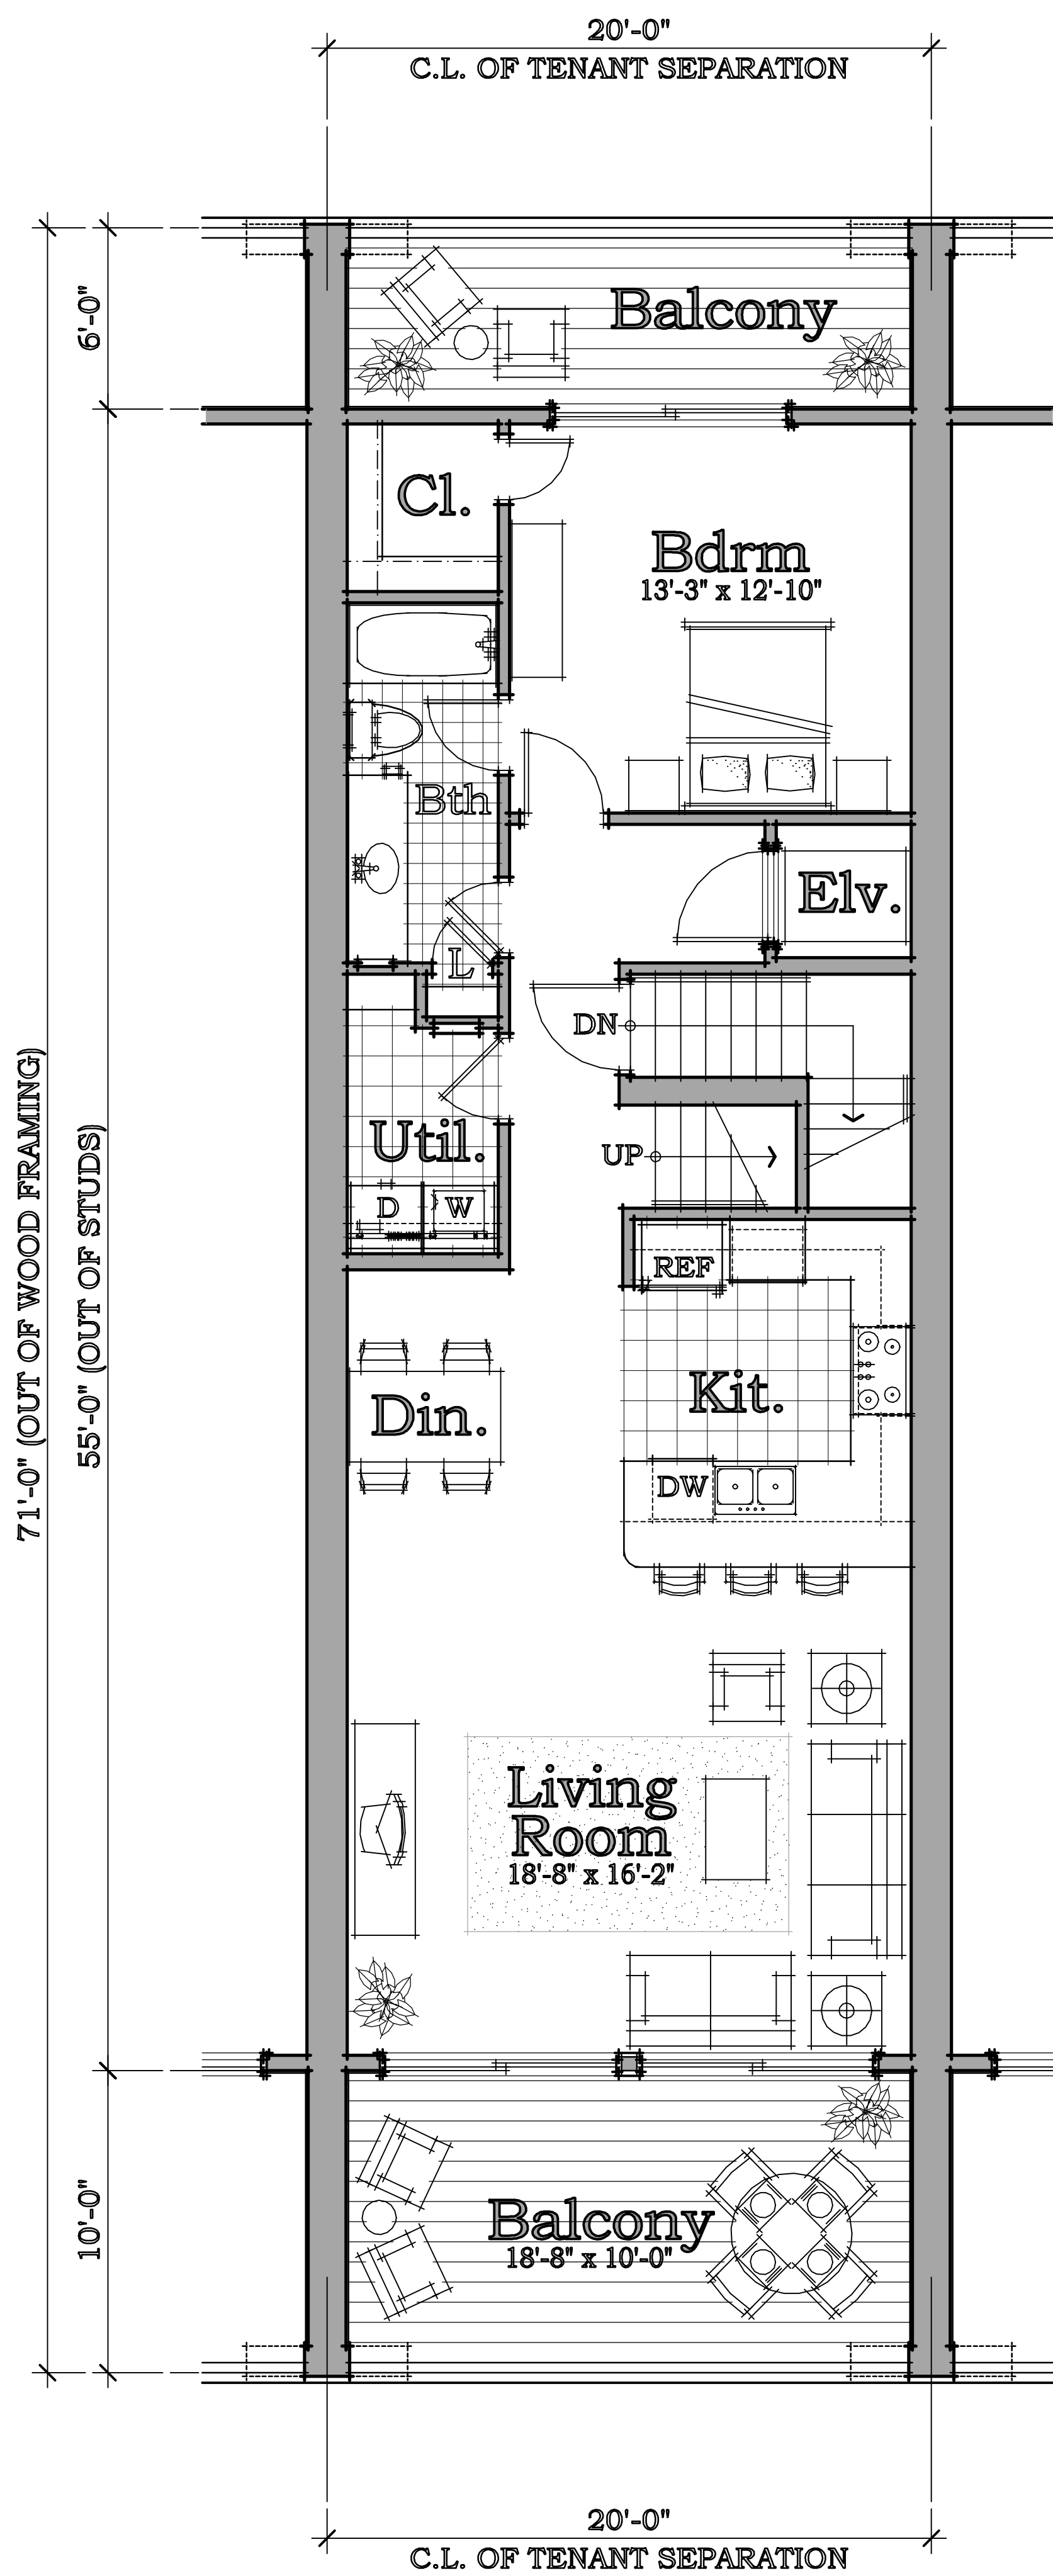 20'-0"
C.L. OF TENANT SEPARATION
6'-0"
Balcony
Cl.
Bdrm
13'-3" x 12'-10"
Bth
Elv.
L
DN
71'-0" (OUT OF WOOD FRAMING)
55'-0" (OUT OF STUDS)
Util.
UP
D
W
REF
Din.
Kit.
DW
Living
Room
18'-8" x 16'-2"
10'-0"
Balcony
18'-8" x 10'-0"
20'-0"
C.L. OF TENANT SEPARATION